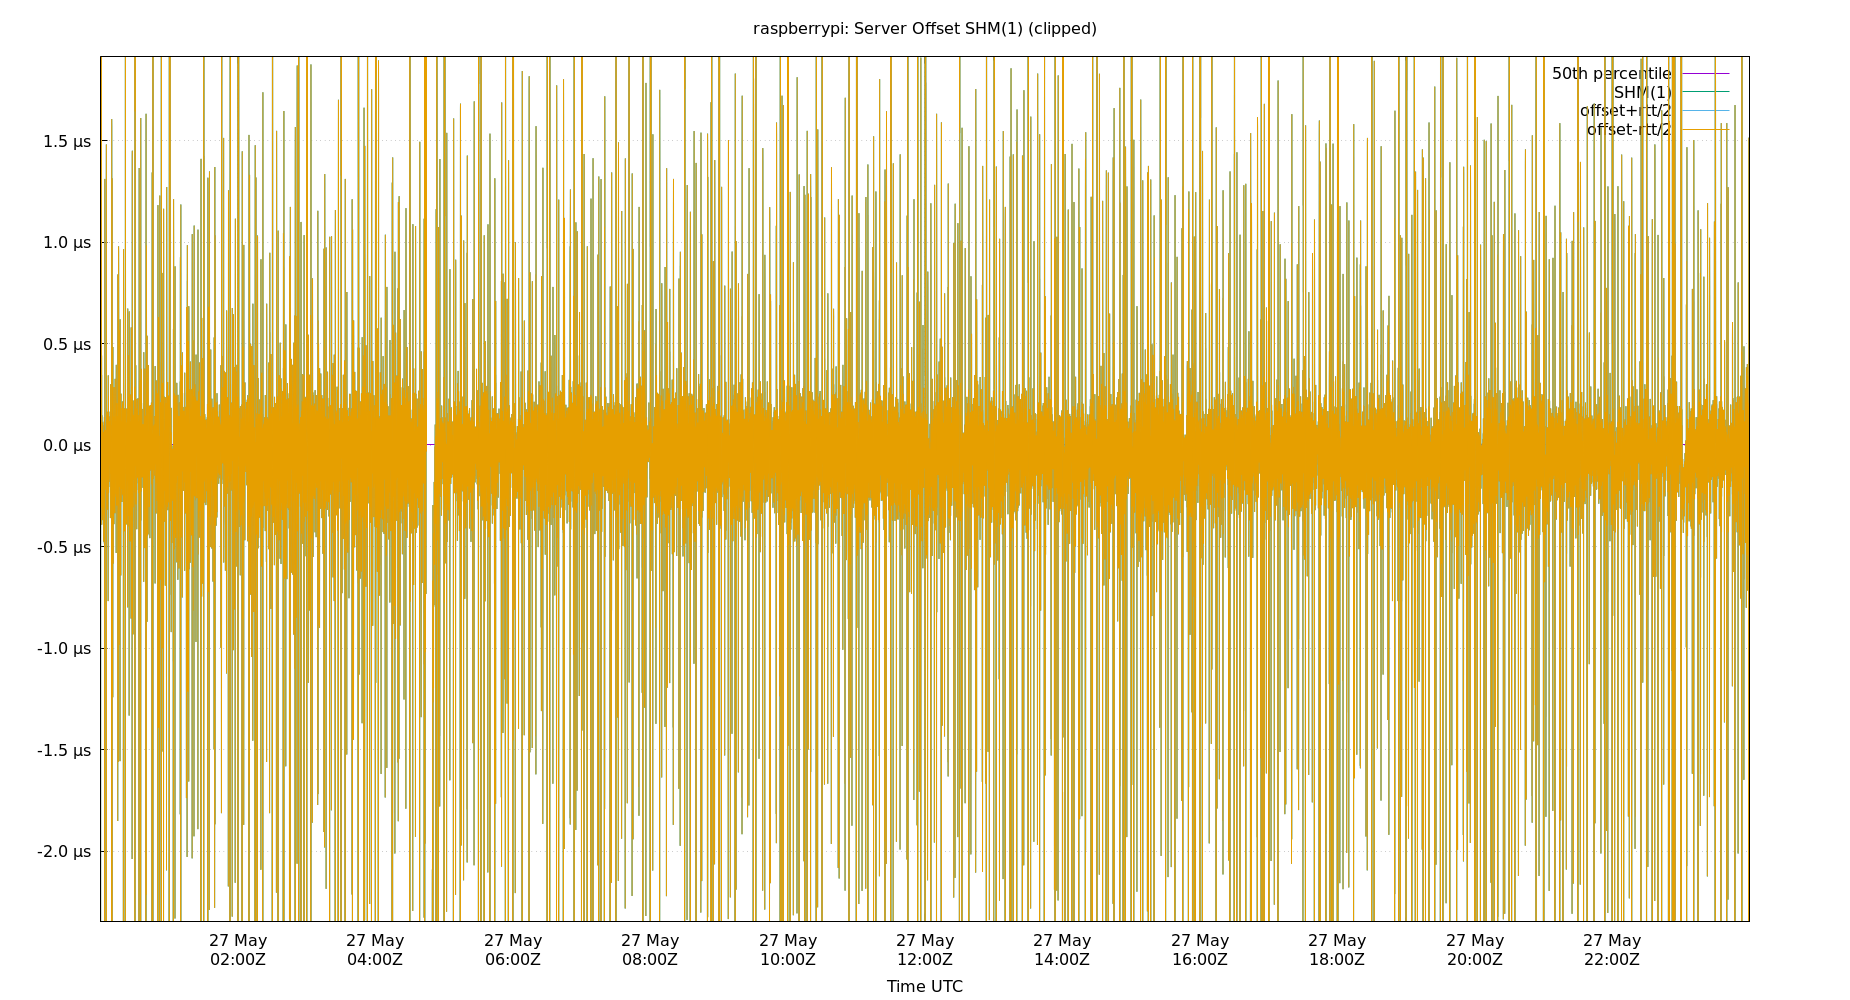 raspberrypi: Server Offset SHM(1) (clipped)
50th percentile
SHM(1)
offset+rtt/2
offset-rtt/2
1.5 µs
1.0 µs
0.5 µs
0.0 µs
-0.5 µs
-1.0 µs
-1.5 µs
-2.0 µs
27 May 27 May 27 May 27 May 27 May 27 May 27 May 27 May 27 May 27 May 27 May
02:00Z 04:00Z 06:00Z 08:00Z 10:00Z 12:00Z 14:00Z 16:00Z 18:00Z 20:00Z 22:00Z
Time UTC